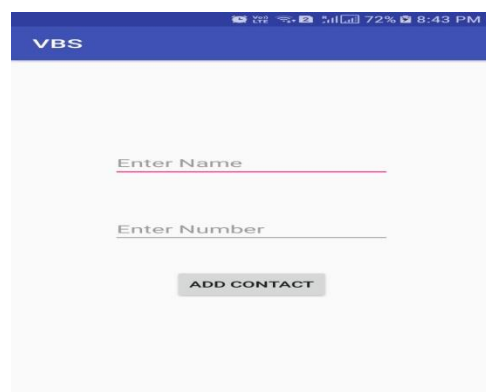 72% 8:43 PM
VBS
Enter Name
Enter Number
ADD CONTACT